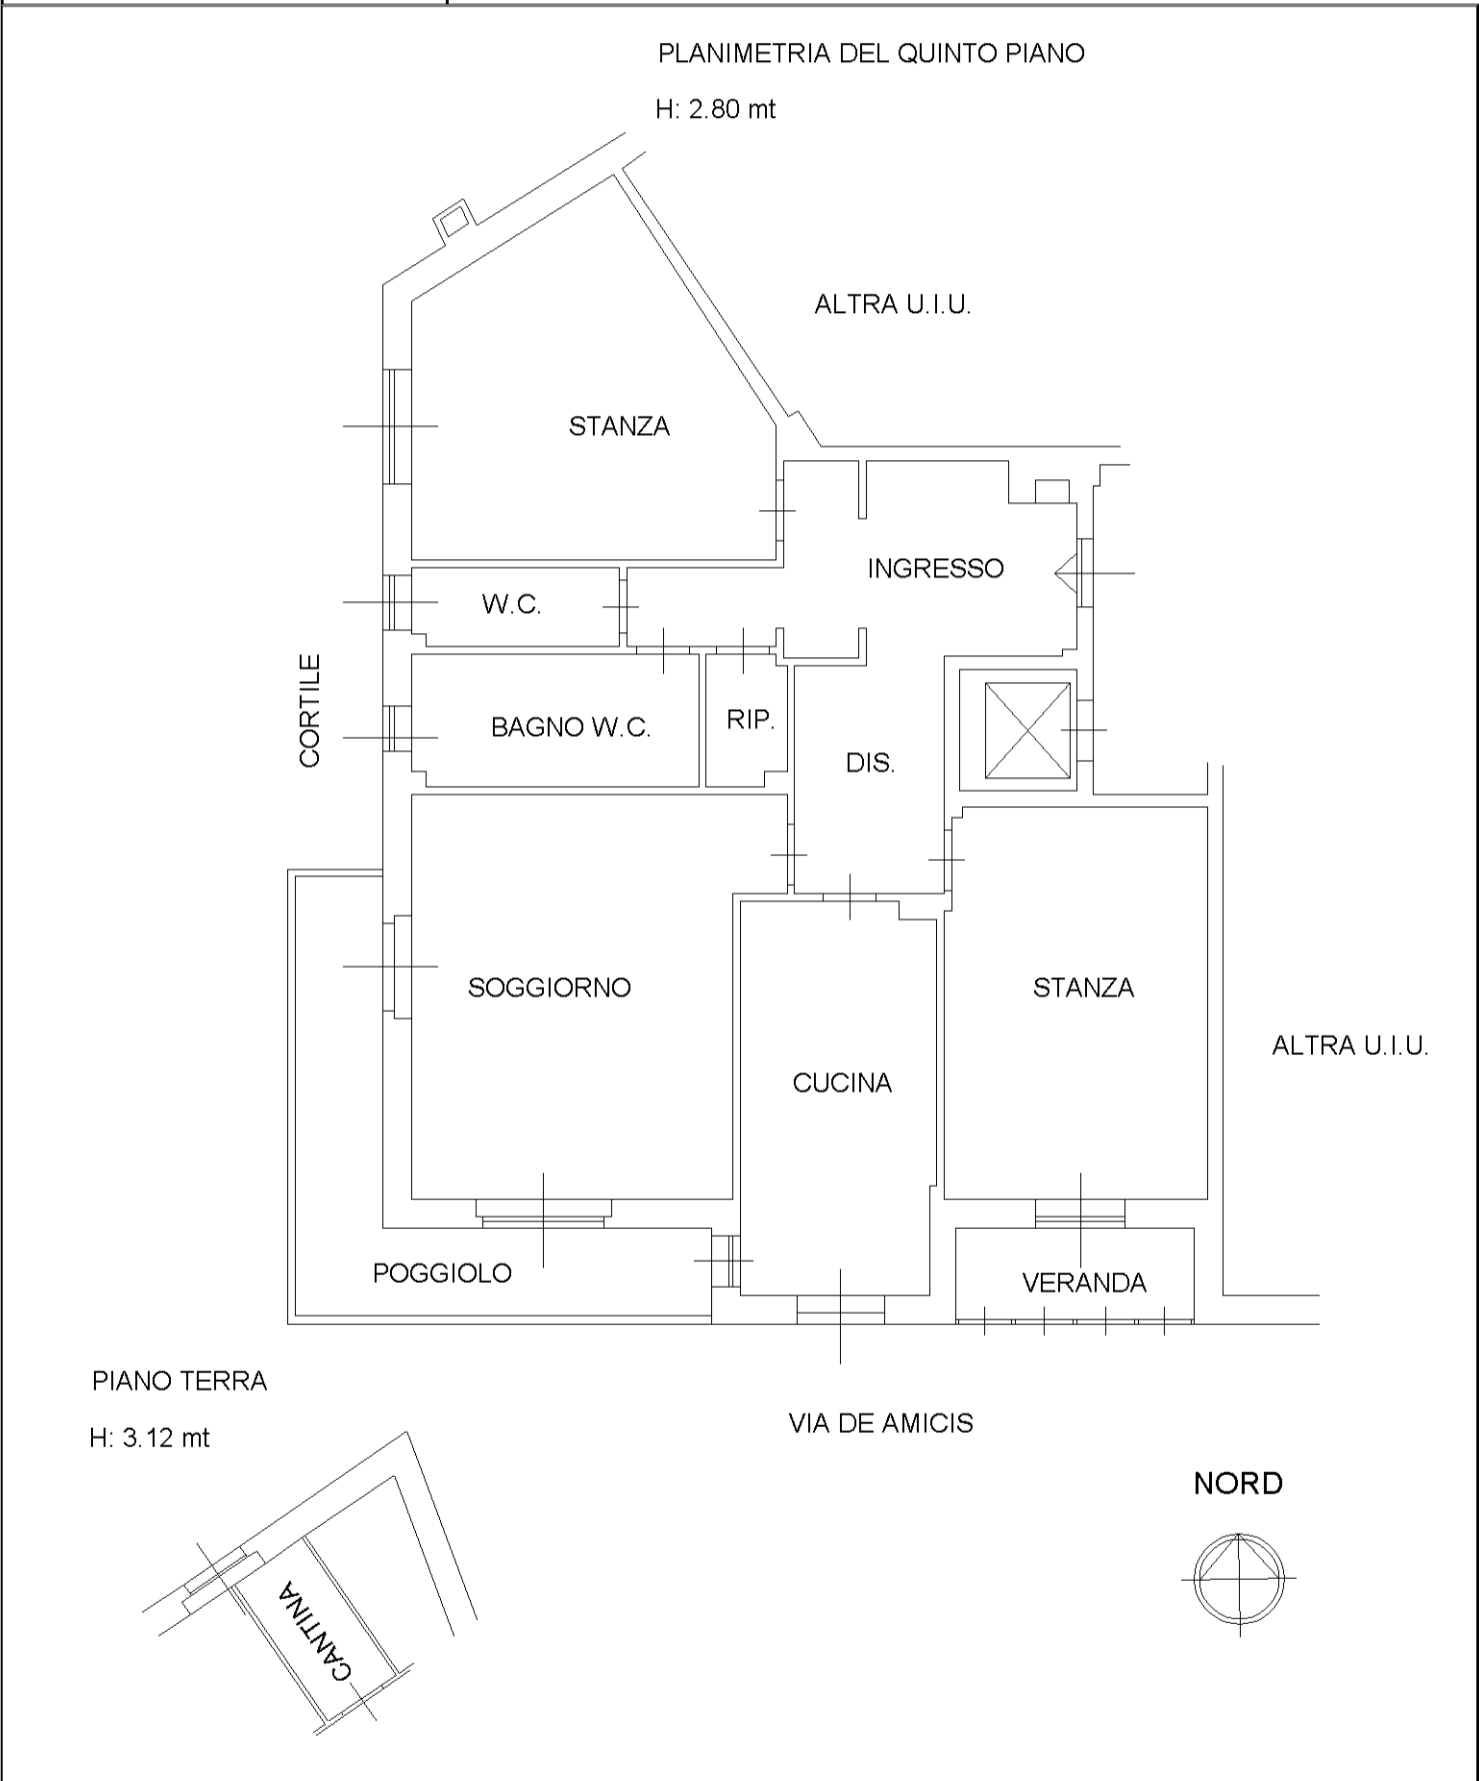 PLANIMETRIA DEL QUINTO PIANO
H: 2.80 mt
ALTRA U.I.U.
STANZA
INGRESSO
W.C.
CORTILE
BAGNO W.C.
RIP.
DIS.
SOGGIORNO
STANZA
ALTRA U.I.U.
CUCINA
POGGIOLO
VERANDA
PIANO TERRA
H: 3.12 mt
VIA DE AMICIS
NORD
CANTINA